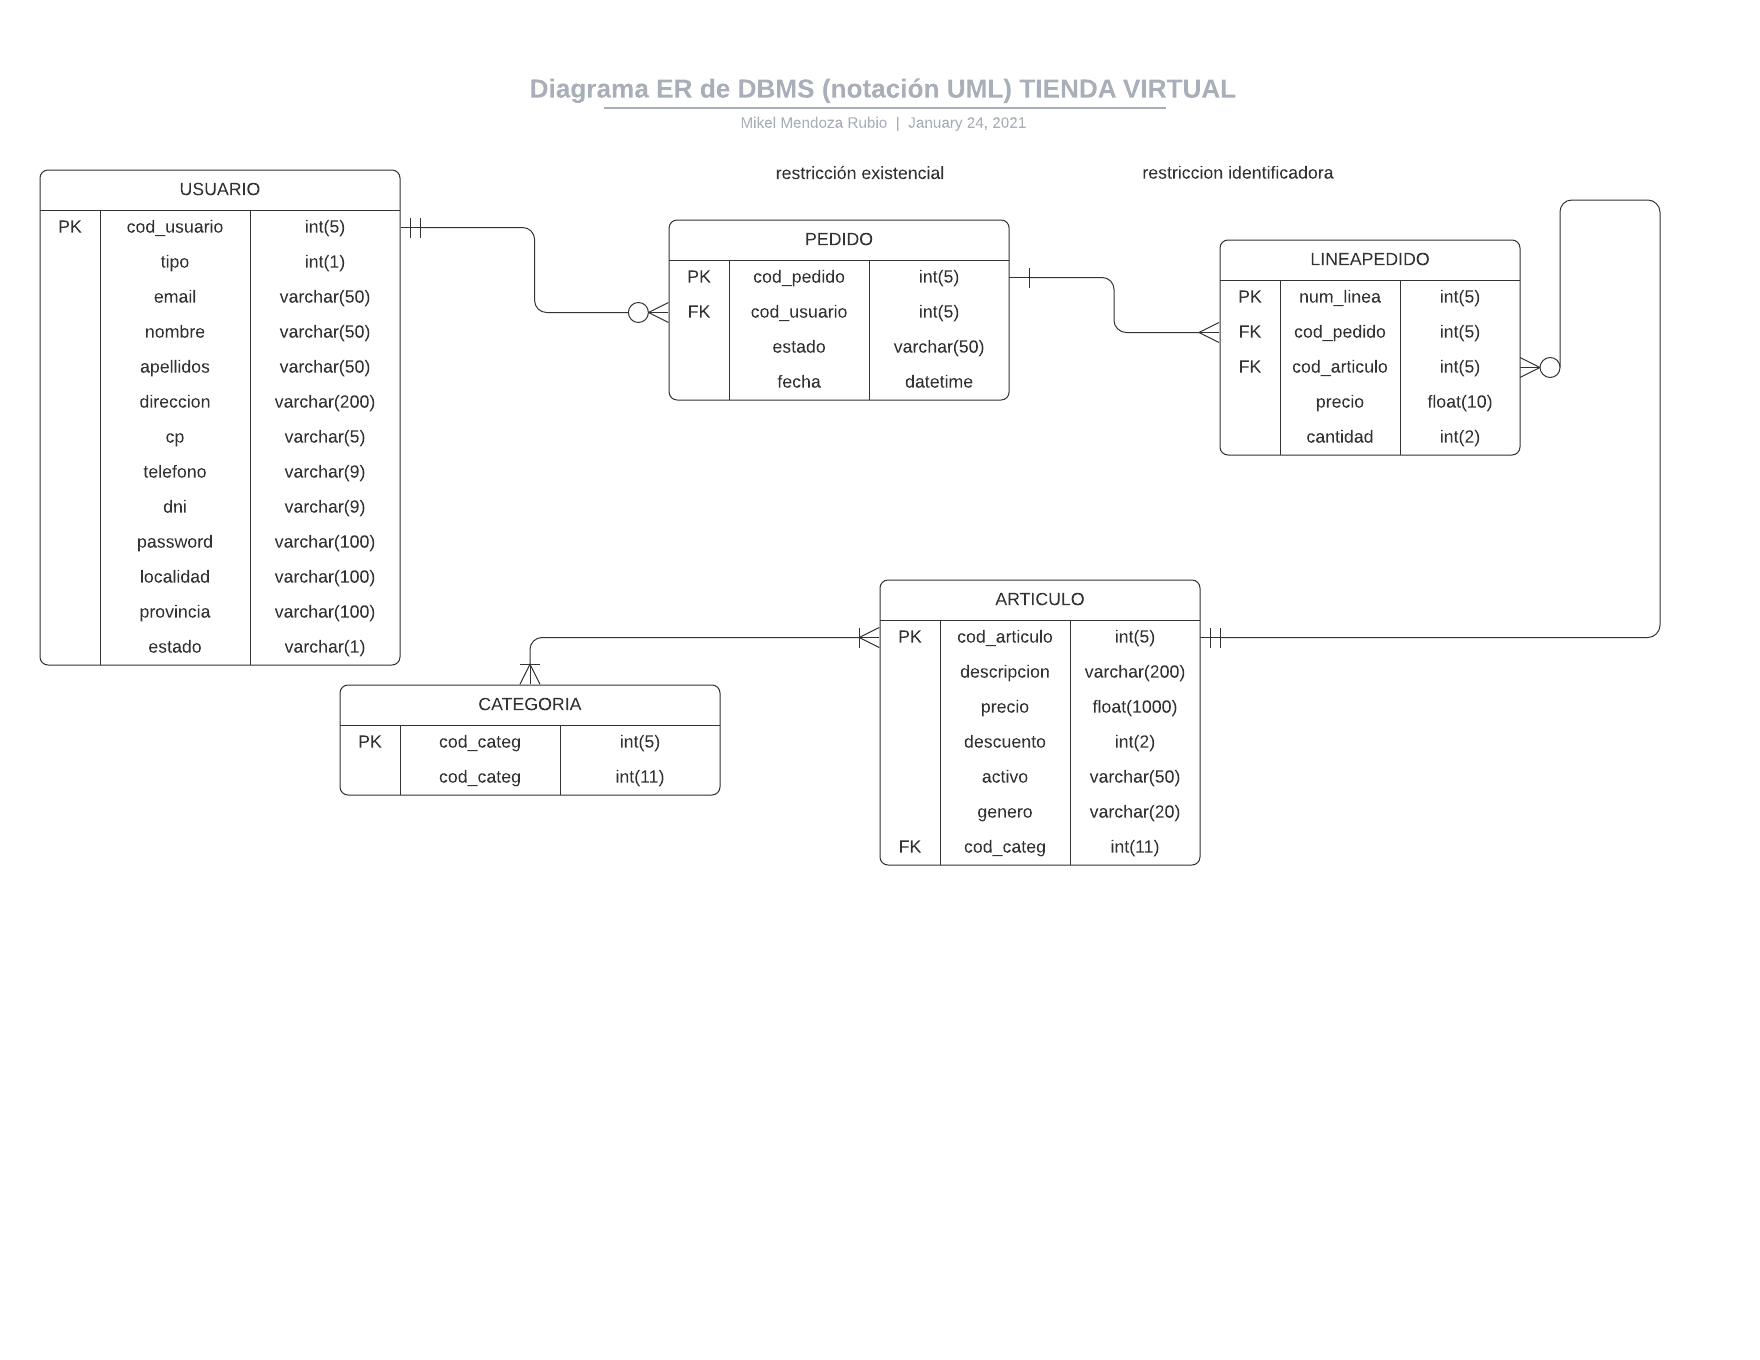 Diagrama ER de DBMS (notación UML) TIENDA VIRTUAL
Mikel Mendoza Rubio | January 24, 2021
restricción existencial
restriccion identificadora
USUARIO
PK cod_usuario int(5)
tipo int(1)
email varchar(50)
nombre varchar(50)
apellidos varchar(50)
direccion varchar(200)
cp varchar(5)
telefono varchar(9)
dni varchar(9)
password varchar(100)
localidad varchar(100)
provincia varchar(100)
estado varchar(1)
PEDIDO
PK cod_pedido int(5)
FK cod_usuario int(5)
estado varchar(50)
fecha datetime
LINEAPEDIDO
PK num_linea int(5)
FK cod_pedido int(5)
FK cod_articulo int(5)
precio float(10)
cantidad int(2)
CATEGORIA
PK cod_categ int(5)
cod_categ int(11)
ARTICULO
PK cod_articulo int(5)
descripcion varchar(200)
precio float(1000)
descuento int(2)
activo varchar(50)
genero varchar(20)
FK cod_categ int(11)